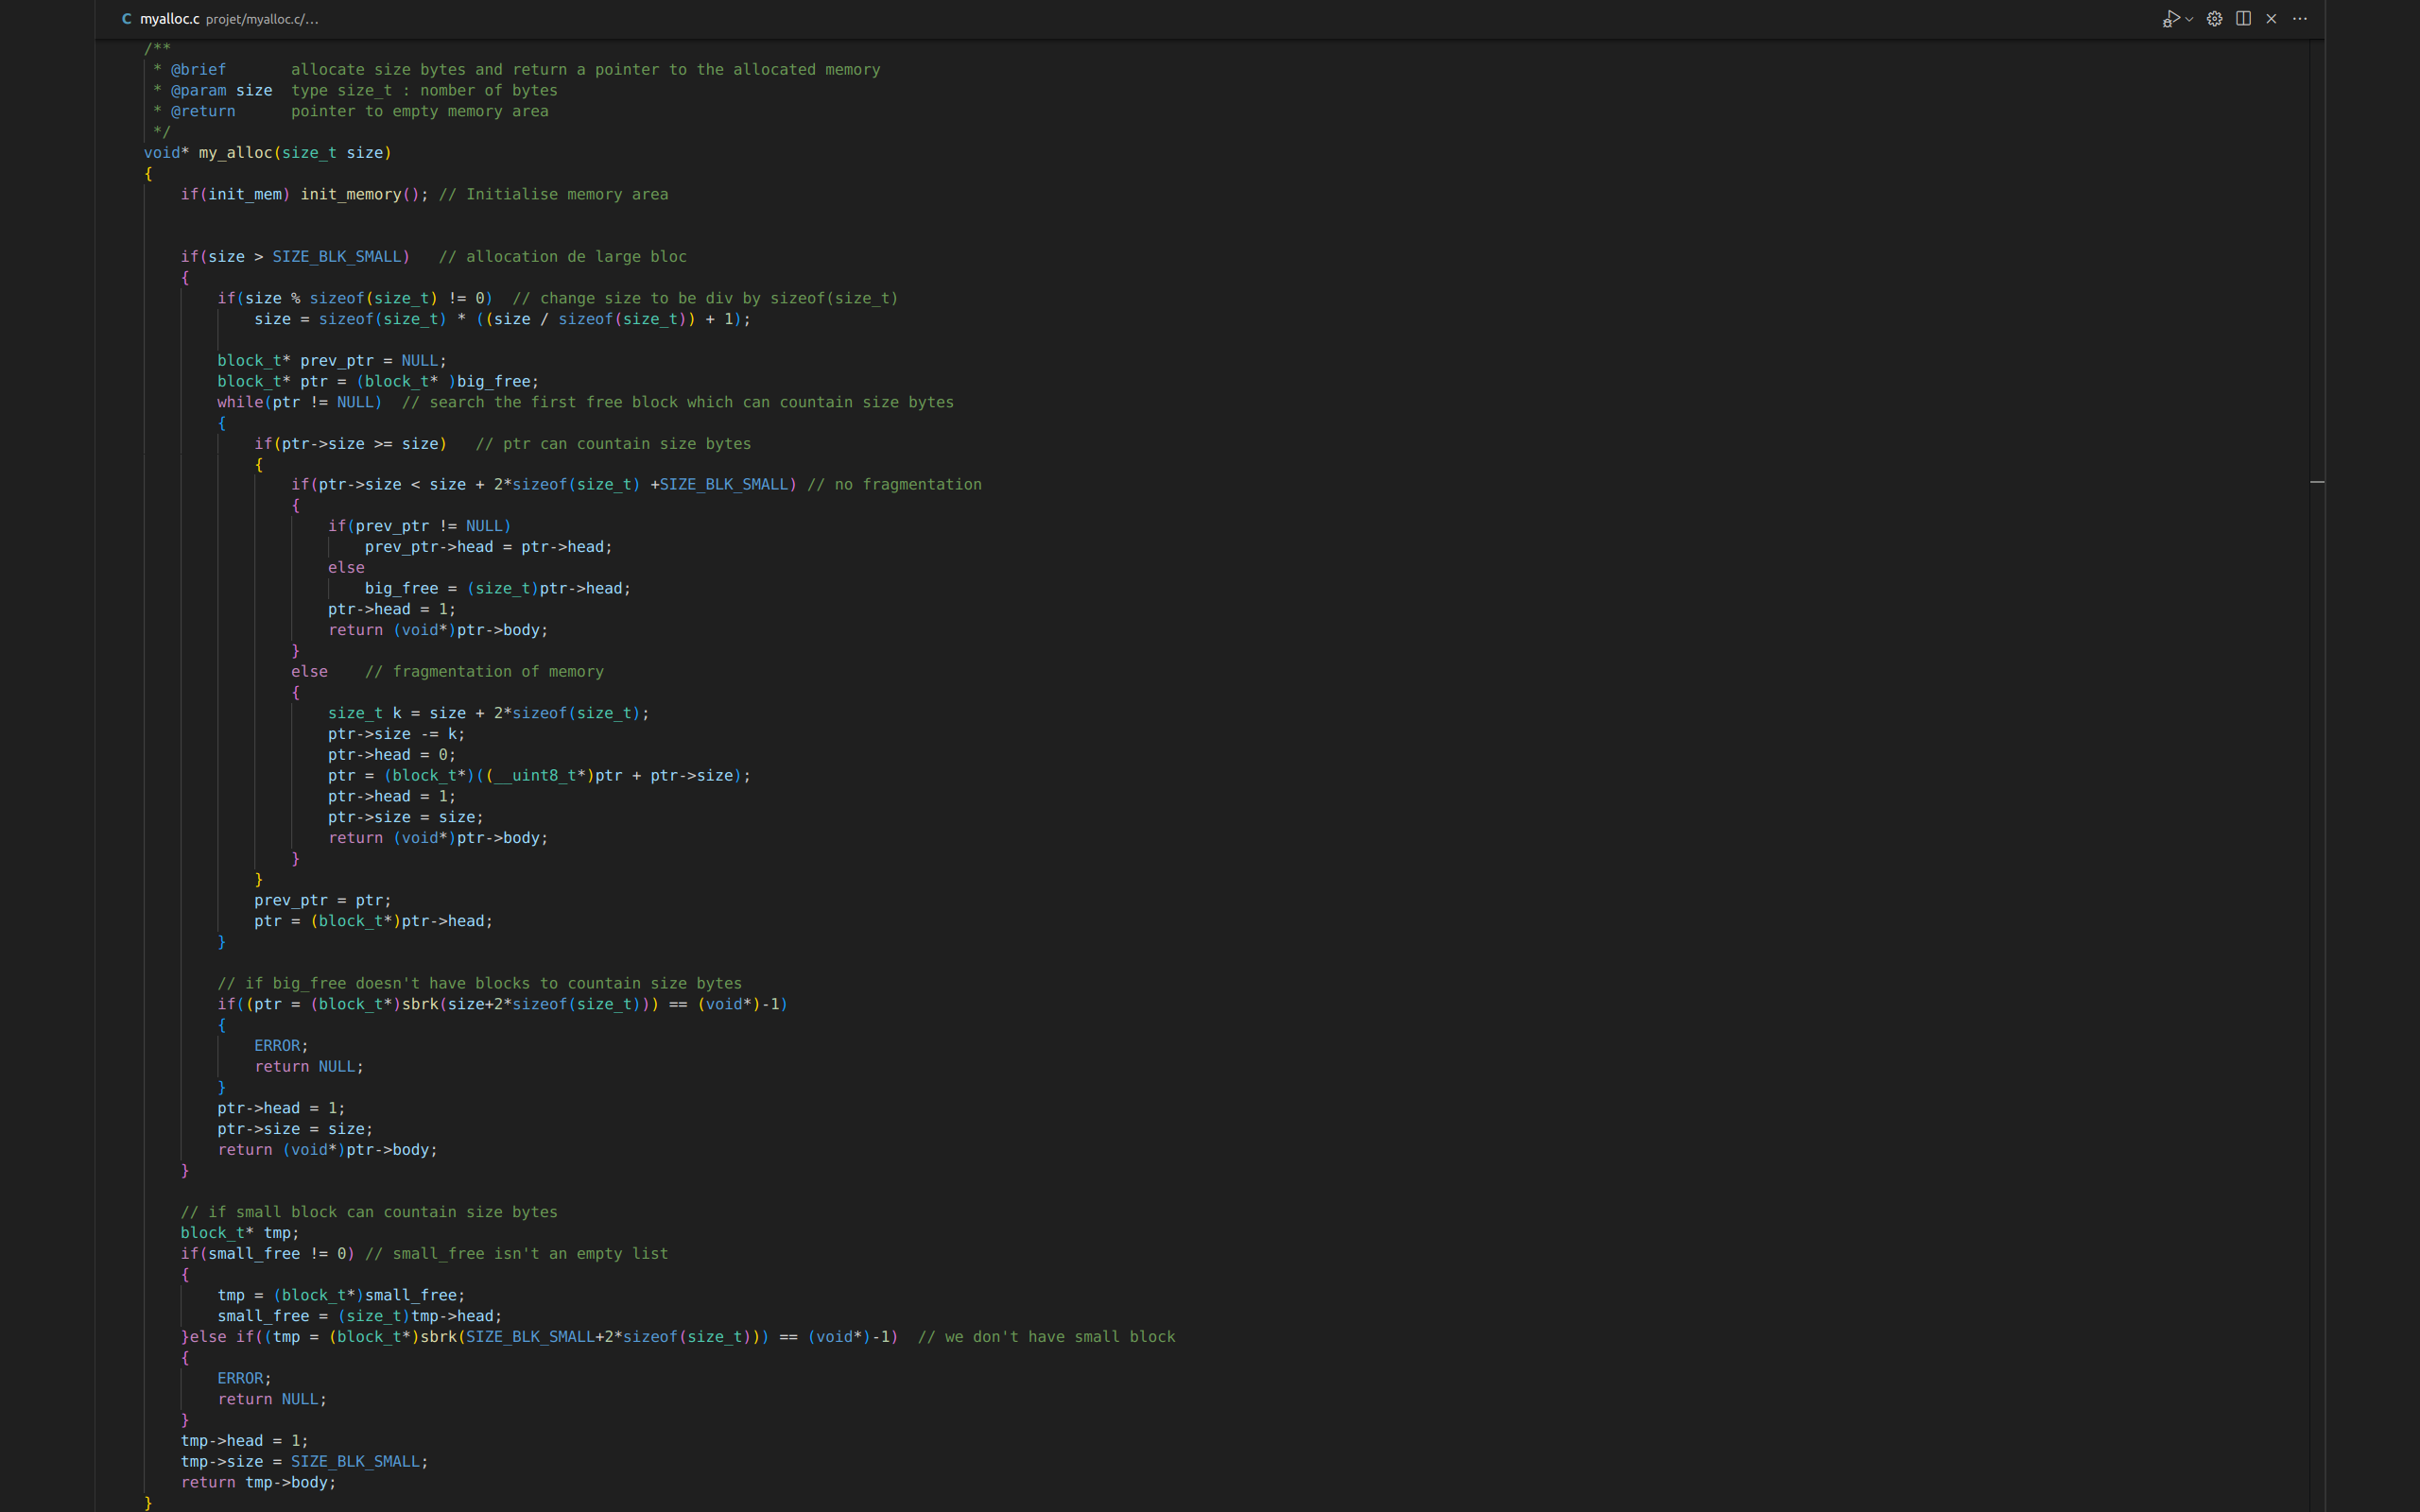 C myalloc.c projet/myalloc.c/...
/**
 * @brief       allocate size bytes and return a pointer to the allocated memory
 * @param size  type size_t : nomber of bytes
 * @return      pointer to empty memory area
 */
void* my_alloc(size_t size)
{
    if(init_mem) init_memory(); // Initialise memory area
    if(size > SIZE_BLK_SMALL)   // allocation de large bloc
    {
        if(size % sizeof(size_t) != 0)  // change size to be div by sizeof(size_t)
            size = sizeof(size_t) * ((size / sizeof(size_t)) + 1);
        block_t* prev_ptr = NULL;
        block_t* ptr = (block_t* )big_free;
        while(ptr != NULL)  // search the first free block which can countain size bytes
        {
            if(ptr->size >= size)   // ptr can countain size bytes
            {
                if(ptr->size < size + 2*sizeof(size_t) +SIZE_BLK_SMALL) // no fragmentation
                {
                    if(prev_ptr != NULL)
                        prev_ptr->head = ptr->head;
                    else
                        big_free = (size_t)ptr->head;
                    ptr->head = 1;
                    return (void*)ptr->body;
                }
                else    // fragmentation of memory
                {
                    size_t k = size + 2*sizeof(size_t);
                    ptr->size -= k;
                    ptr->head = 0;
                    ptr = (block_t*)((__uint8_t*)ptr + ptr->size);
                    ptr->head = 1;
                    ptr->size = size;
                    return (void*)ptr->body;
                }
            }
            prev_ptr = ptr;
            ptr = (block_t*)ptr->head;
        }
        // if big_free doesn't have blocks to countain size bytes
        if((ptr = (block_t*)sbrk(size+2*sizeof(size_t))) == (void*)-1)
        {
            ERROR;
            return NULL;
        }
        ptr->head = 1;
        ptr->size = size;
        return (void*)ptr->body;
    }
    // if small block can countain size bytes
    block_t* tmp;
    if(small_free != 0) // small_free isn't an empty list
    {
        tmp = (block_t*)small_free;
        small_free = (size_t)tmp->head;
    }else if((tmp = (block_t*)sbrk(SIZE_BLK_SMALL+2*sizeof(size_t))) == (void*)-1)  // we don't have small block
    {
        ERROR;
        return NULL;
    }
    tmp->head = 1;
    tmp->size = SIZE_BLK_SMALL;
    return tmp->body;
}